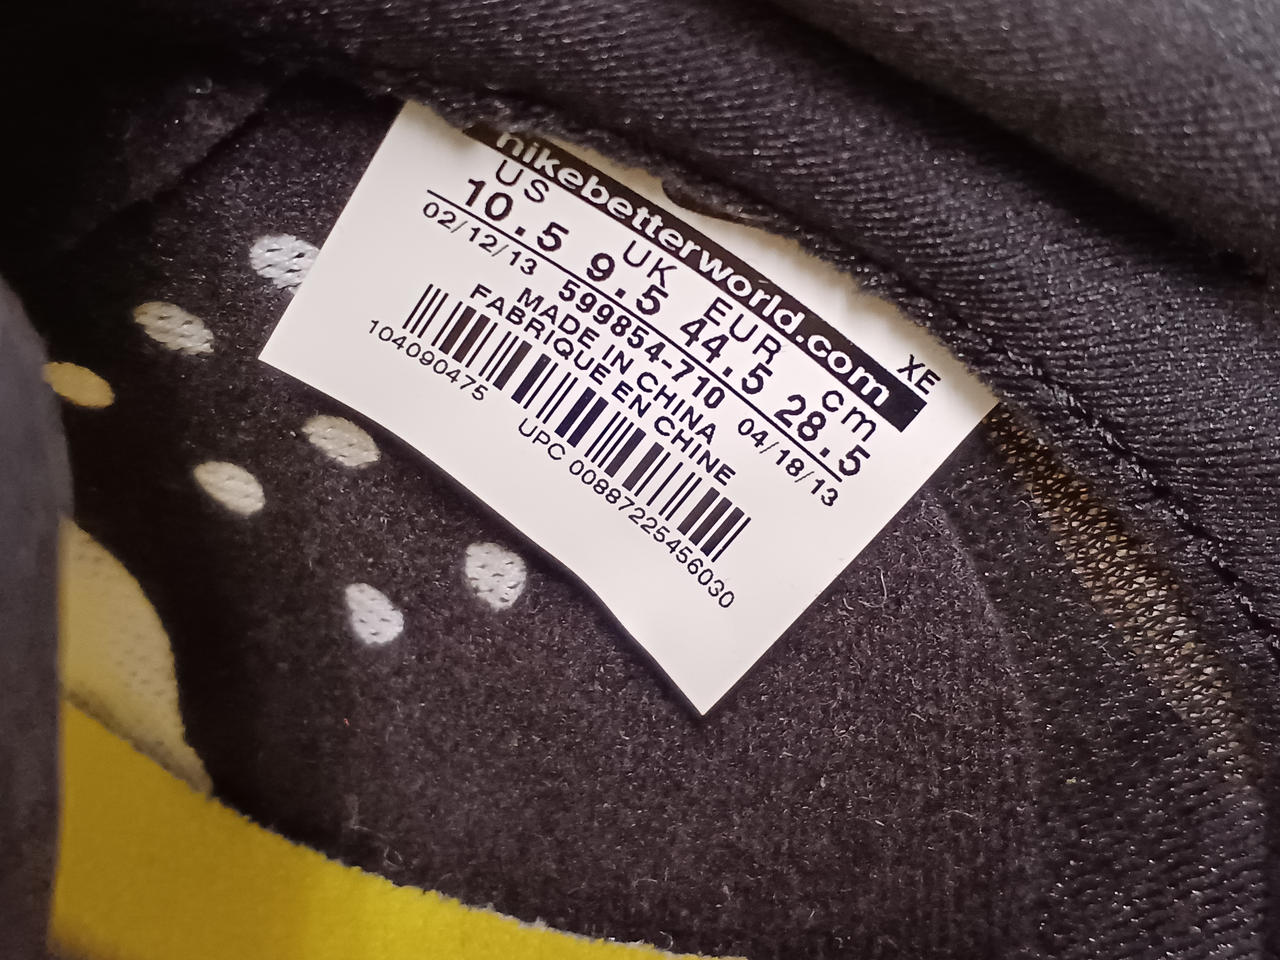 nikebetterworld.com XE
US UK EUR cm
10.5 9.5 44.5 28.5
02/12/13 599854-710 04/18/13
MADE IN CHINA
FABRIQUE EN CHINE
104090475
UPC 00887225456030